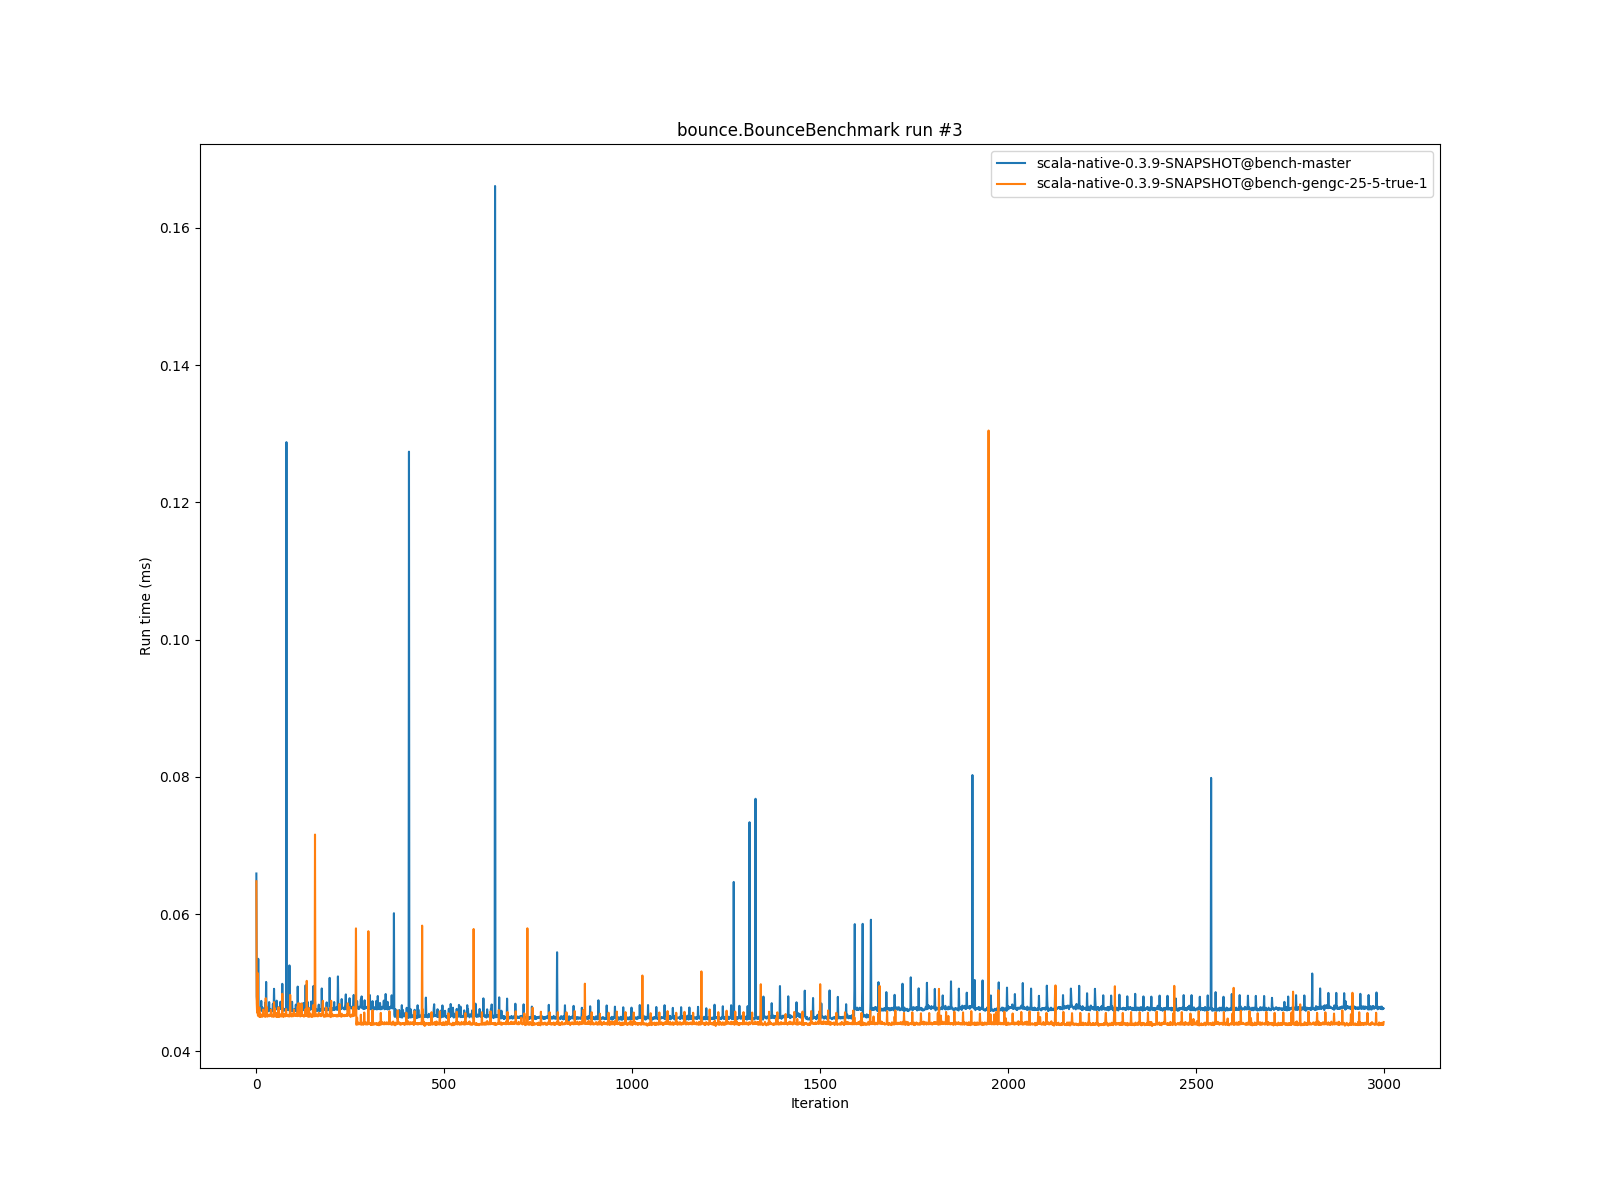 bounce.BounceBenchmark run #3
scala-native-0.3.9-SNAPSHOT@bench-master
scala-native-0.3.9-SNAPSHOT@bench-gengc-25-5-true-1
Run time (ms)
0.16
0.14
0.12
0.10
0.08
0.06
0.04
0
500
1000
1500
2000
2500
3000
Iteration